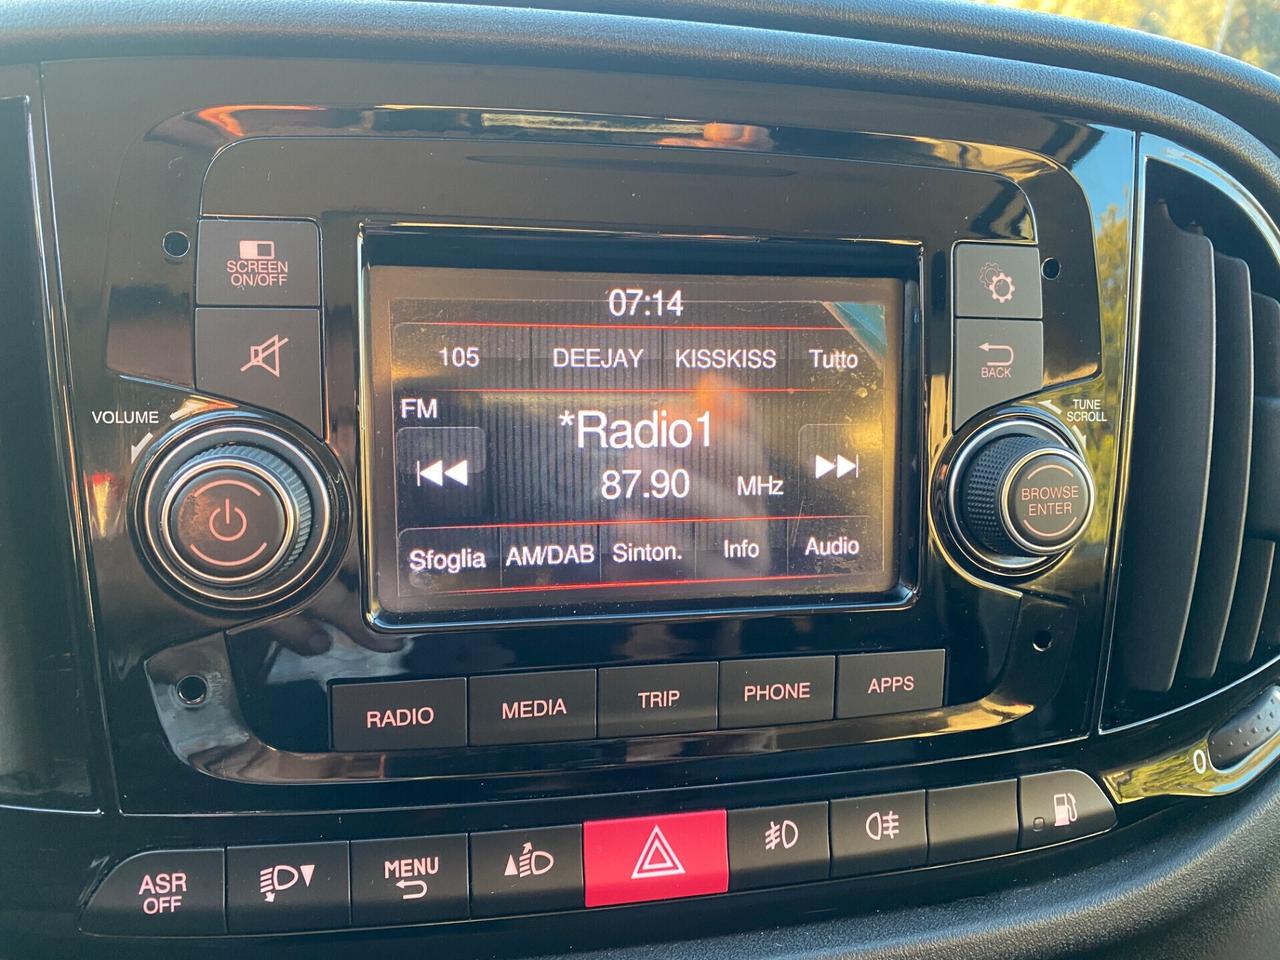 SCREEN
ON/OFF
VOLUME
07:14
105 DEEJAY KISSKISS Tutto
FM
*Radio1
87.90 MHz
Sfoglia AM/DAB Sinton. Info Audio
BACK
TUNE
SCROLL
BROWSE
ENTER
RADIO MEDIA TRIP PHONE APPS
ASR
OFF
MENU
0